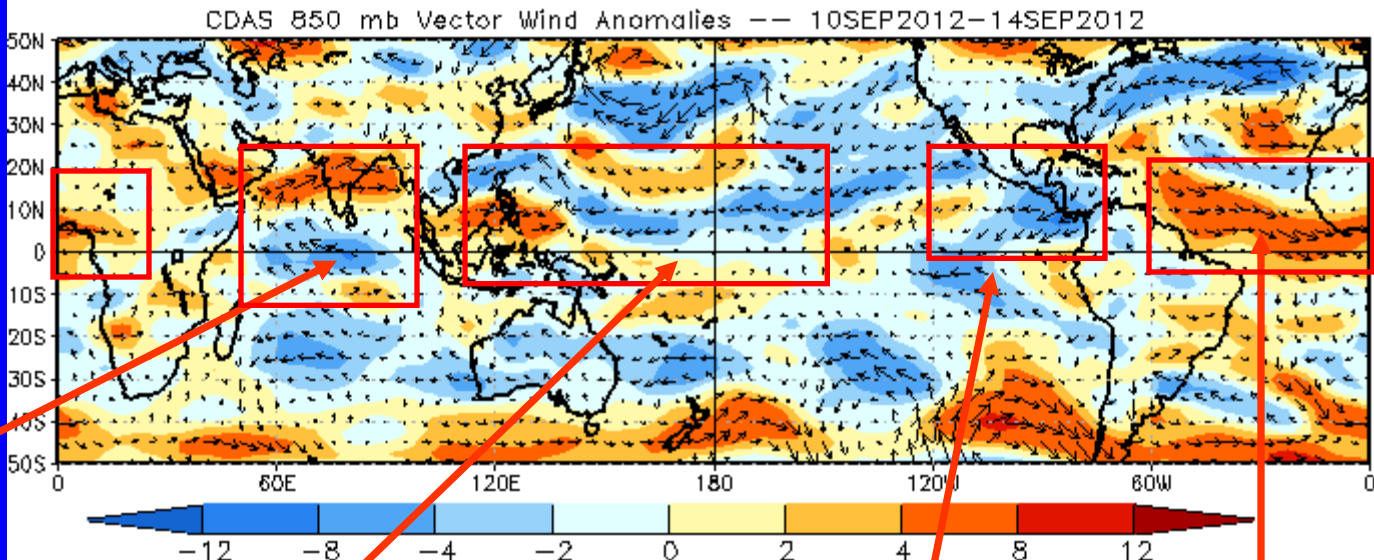 CDAS 850 mb Vector Wind Anomalies -- 10SEP2012-14SEP2012
50N
40N
30N
20N
10N
0
10S
20S
30S
40S
50S
0 60E 120E 180 120W 60W 0
-12 -8 -4 -2 0 2 4 8 12